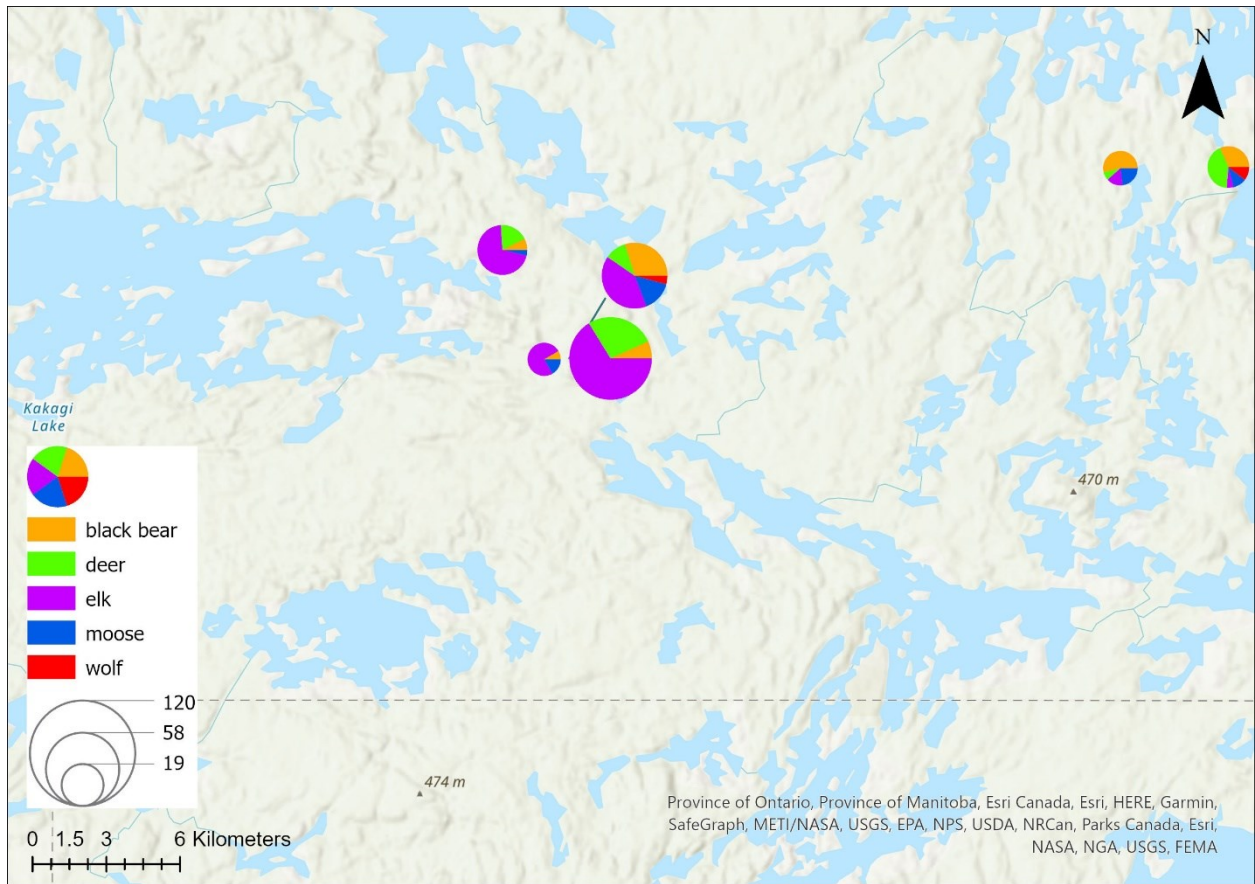 N
Kakagi
Lake
470 m
black bear
deer
elk
moose
wolf
120
58
19
474 m
Province of Ontario, Province of Manitoba, Esri Canada, Esri, HERE, Garmin,
SafeGraph, METI/NASA, USGS, EPA, NPS, USDA, NRCan, Parks Canada, Esri,
NASA, NGA, USGS, FEMA
0 1.5 3 6 Kilometers